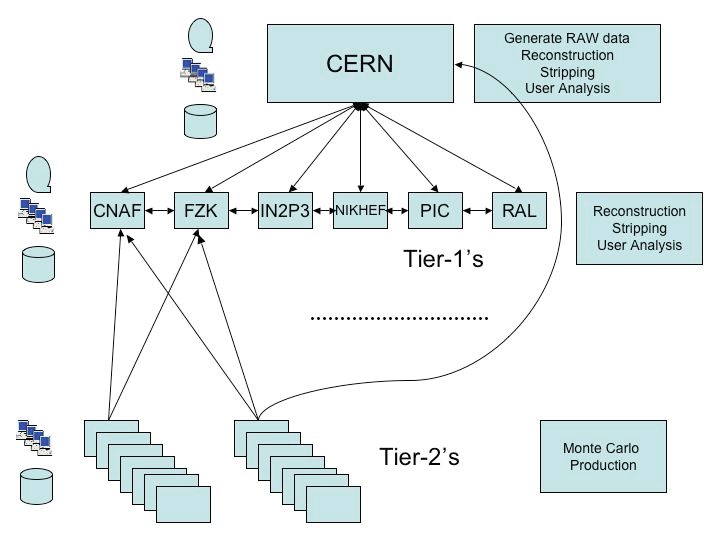 CERN
Generate RAW data
Reconstruction
Stripping
User Analysis
CNAF
FZK
IN2P3
NIKHEF
PIC
RAL
Reconstruction
Stripping
User Analysis
Tier-1's
Tier-2's
Monte Carlo
Production